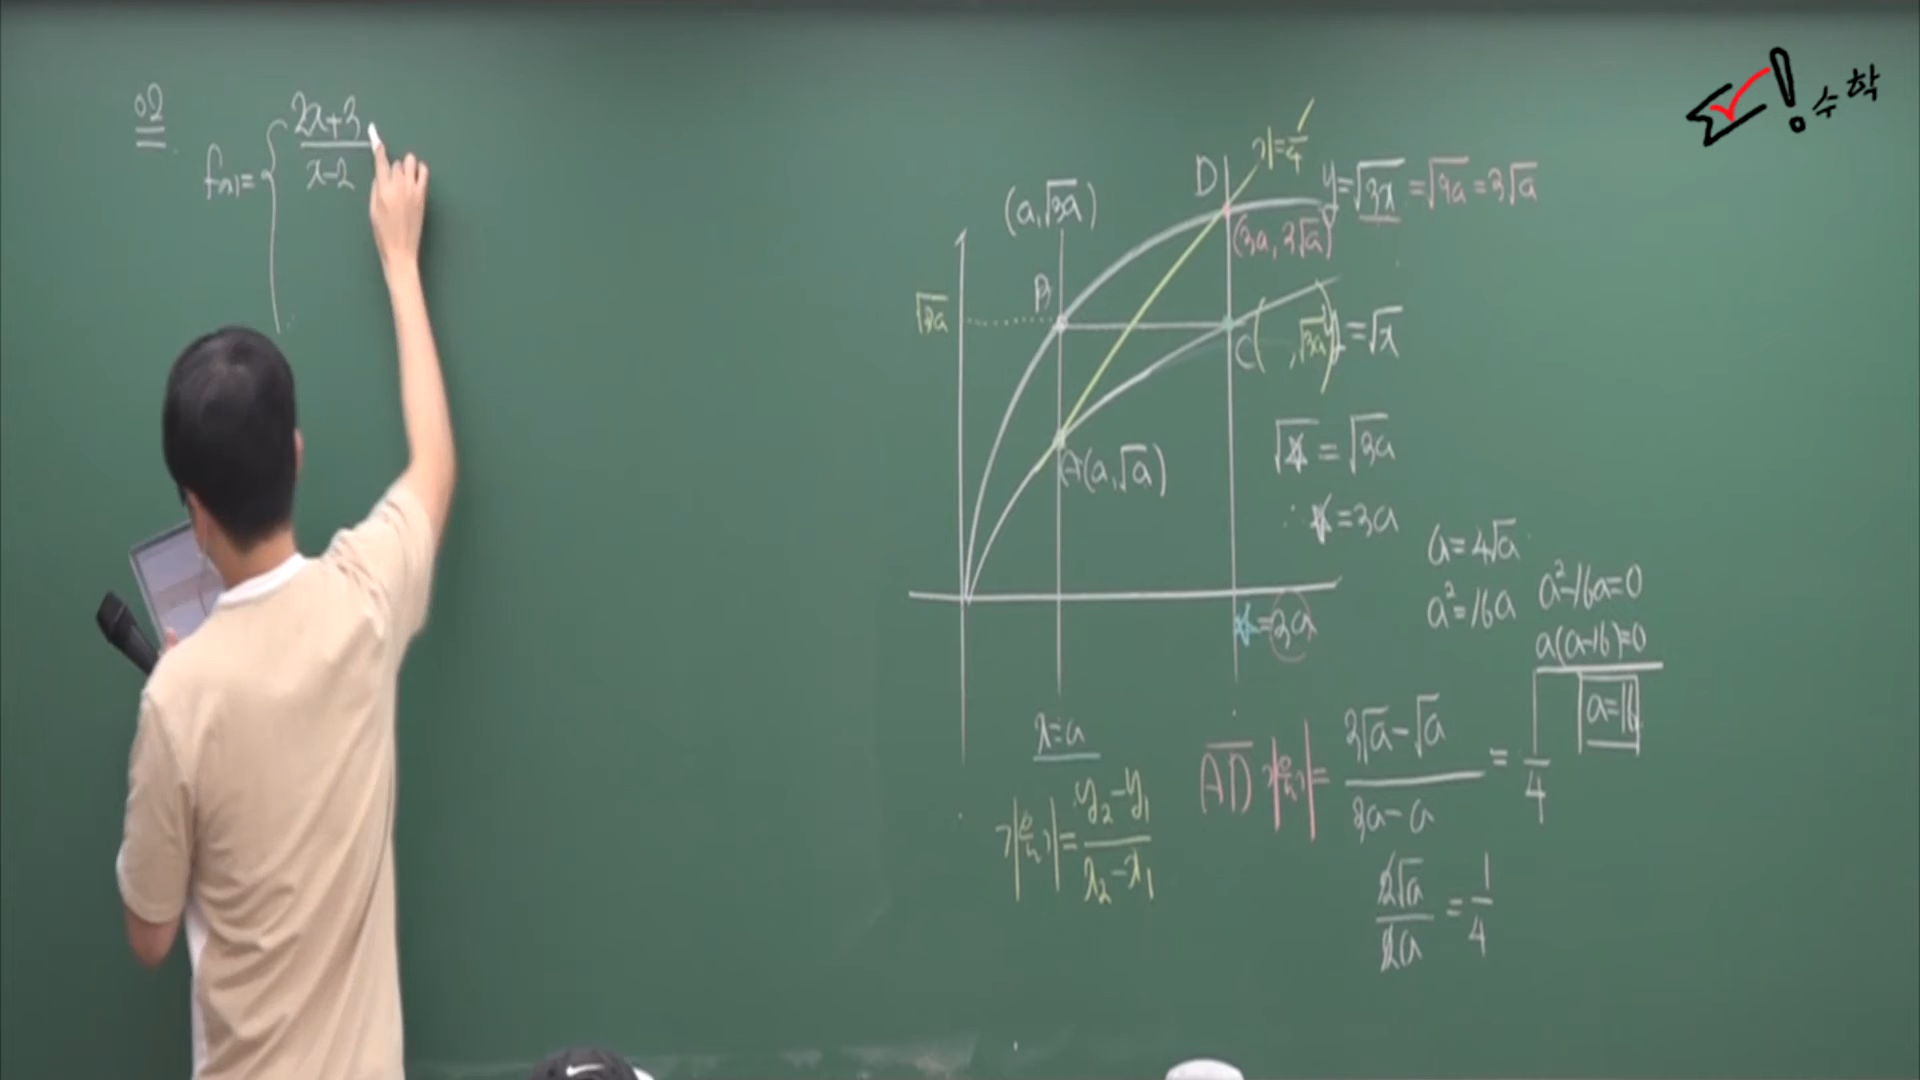 02
f(x)=
2x+3
x-2
수학
D
기=1/4
y=√3x =√9a=3√a
(a,√3a)
(3a, 3√a)
B
√3a
C( ,√3a)
y=√x
A(a,√a)
=√3a
∴ =3a
a=4√a
a²=16a
a²-16a=0
a(a-16)=0
a=16
=3a
x=a
기울기=
y₂-y₁
x₂-x₁
AD 기울기=
3√a-√a
3a-a
=1/4
2√a
2a
=1/4